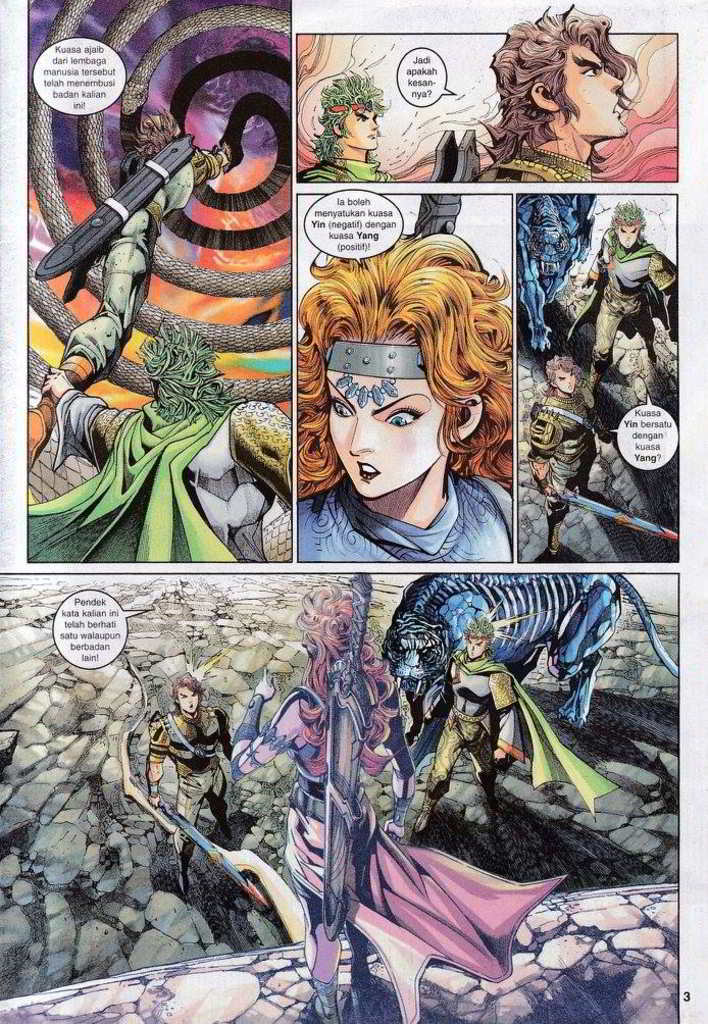 Kuasa ajaib
dari lembaga
manusia tersebut
telah menembusi
badan kalian
ini!
Jadi
apakah
kesan-
nya?
Ia boleh
menyatukan kuasa
Yin (negatif) dengan
kuasa Yang
(positif)!
Kuasa
Yin bersatu
dengan
kuasa
Yang?
Pendek
kata kalian ini
telah berhati
satu walaupun
berbadan
lain!
3